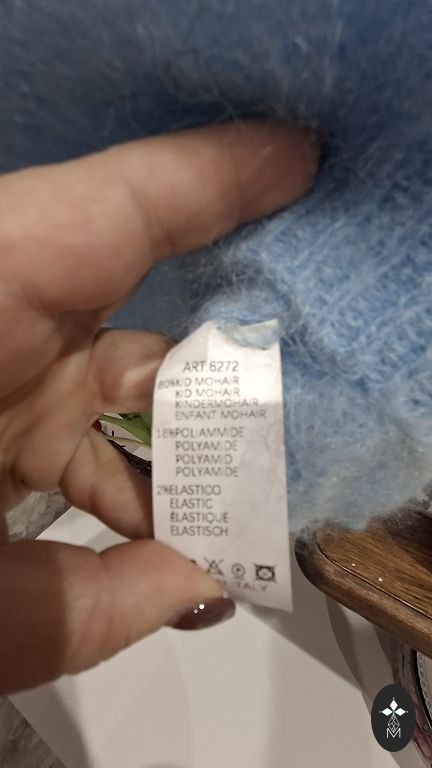 ART.6272
80%KID MOHAIR
KID MOHAIR
KINDERMOHAIR
ENFANT MOHAIR
18%POLIAMMIDE
POLYAMIDE
POLYAMID
POLYAMIDE
2%ELASTICO
ELASTIC
ÉLASTIQUE
ELASTISCH
ITALY
M